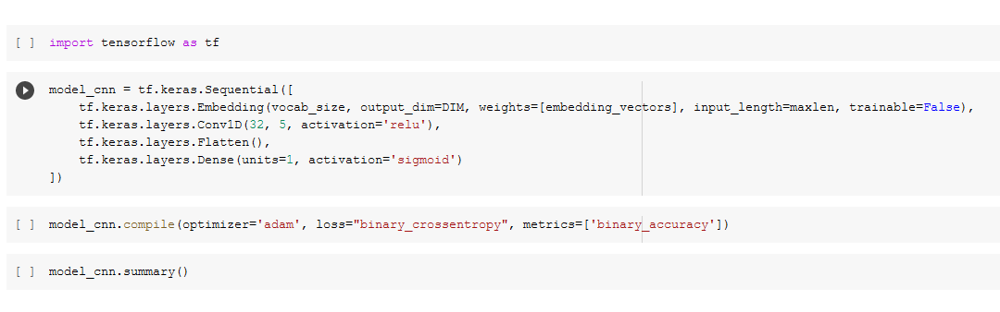 [ ] import tensorflow as tf
model_cnn = tf.keras.Sequential([
    tf.keras.layers.Embedding(vocab_size, output_dim=DIM, weights=[embedding_vectors], input_length=maxlen, trainable=False),
    tf.keras.layers.Conv1D(32, 5, activation='relu'),
    tf.keras.layers.Flatten(),
    tf.keras.layers.Dense(units=1, activation='sigmoid')
])
[ ] model_cnn.compile(optimizer='adam', loss="binary_crossentropy", metrics=['binary_accuracy'])
[ ] model_cnn.summary()